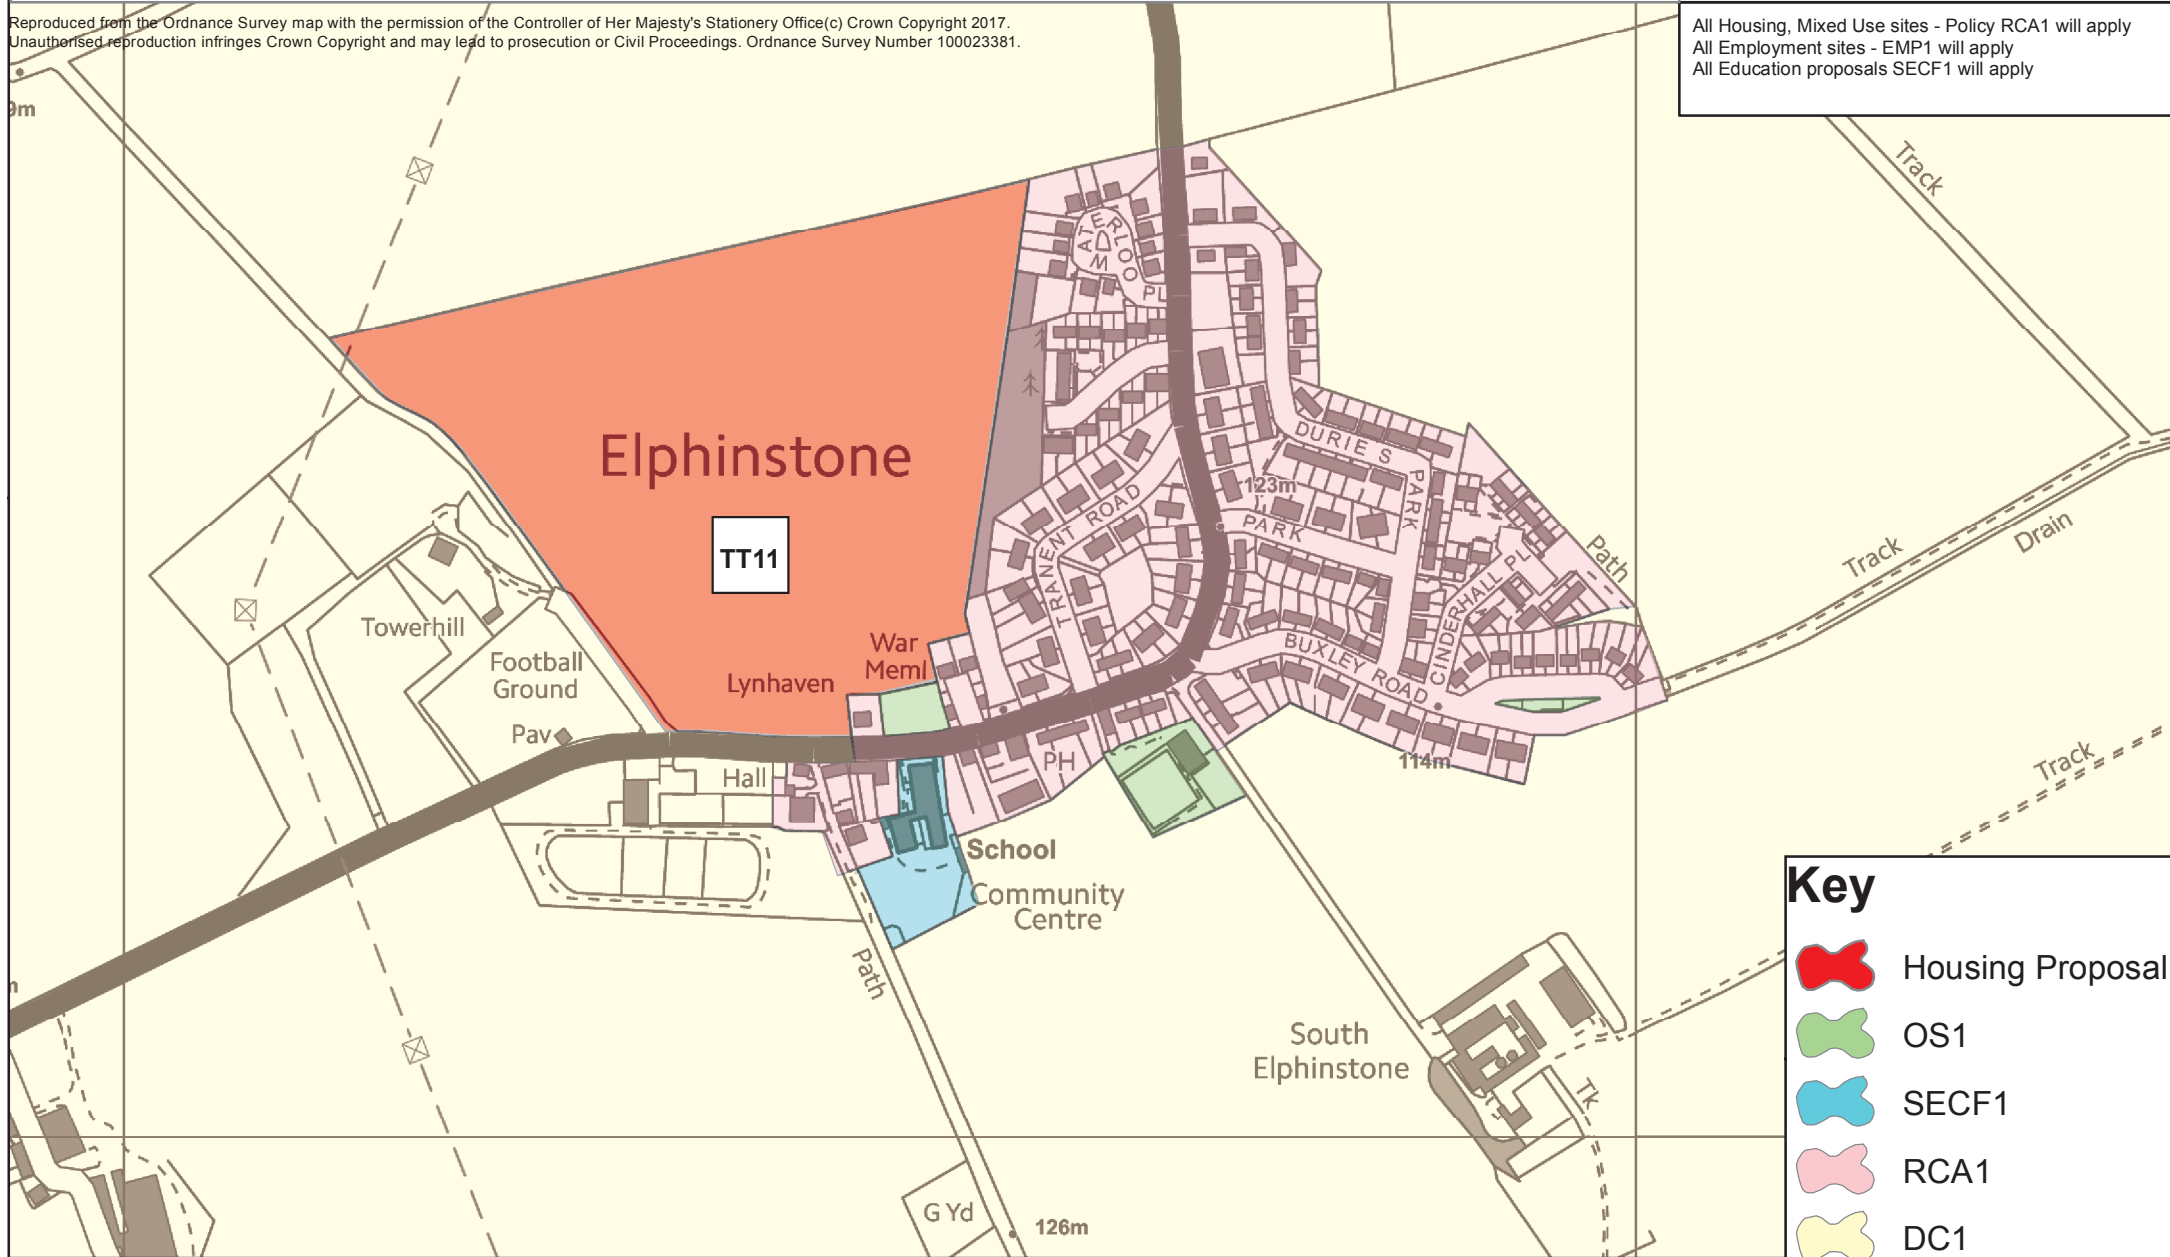 Reproduced from the Ordnance Survey map with the permission of the Controller of Her Majesty's Stationery Office(c) Crown Copyright 2017.
Unauthorised reproduction infringes Crown Copyright and may lead to prosecution or Civil Proceedings. Ordnance Survey Number 100023381.
All Housing, Mixed Use sites - Policy RCA1 will apply
All Employment sites - EMP1 will apply
All Education proposals SECF1 will apply
9m
Track
WATERLOO
PL
Elphinstone
DURIE S
PARK
123m
TRANENT ROAD
PARK
TT11
Path
Track
Drain
CINDERHALL PL
Towerhill
War
Meml
Football
Ground
Lynhaven
BUXLEY ROAD
CINDERHALL
Pav
Hall
PH
114m
Track
School
Community
Centre
Path
South
Elphinstone
Tk
G Yd
126m
Key
Housing Proposal
OS1
SECF1
RCA1
DC1